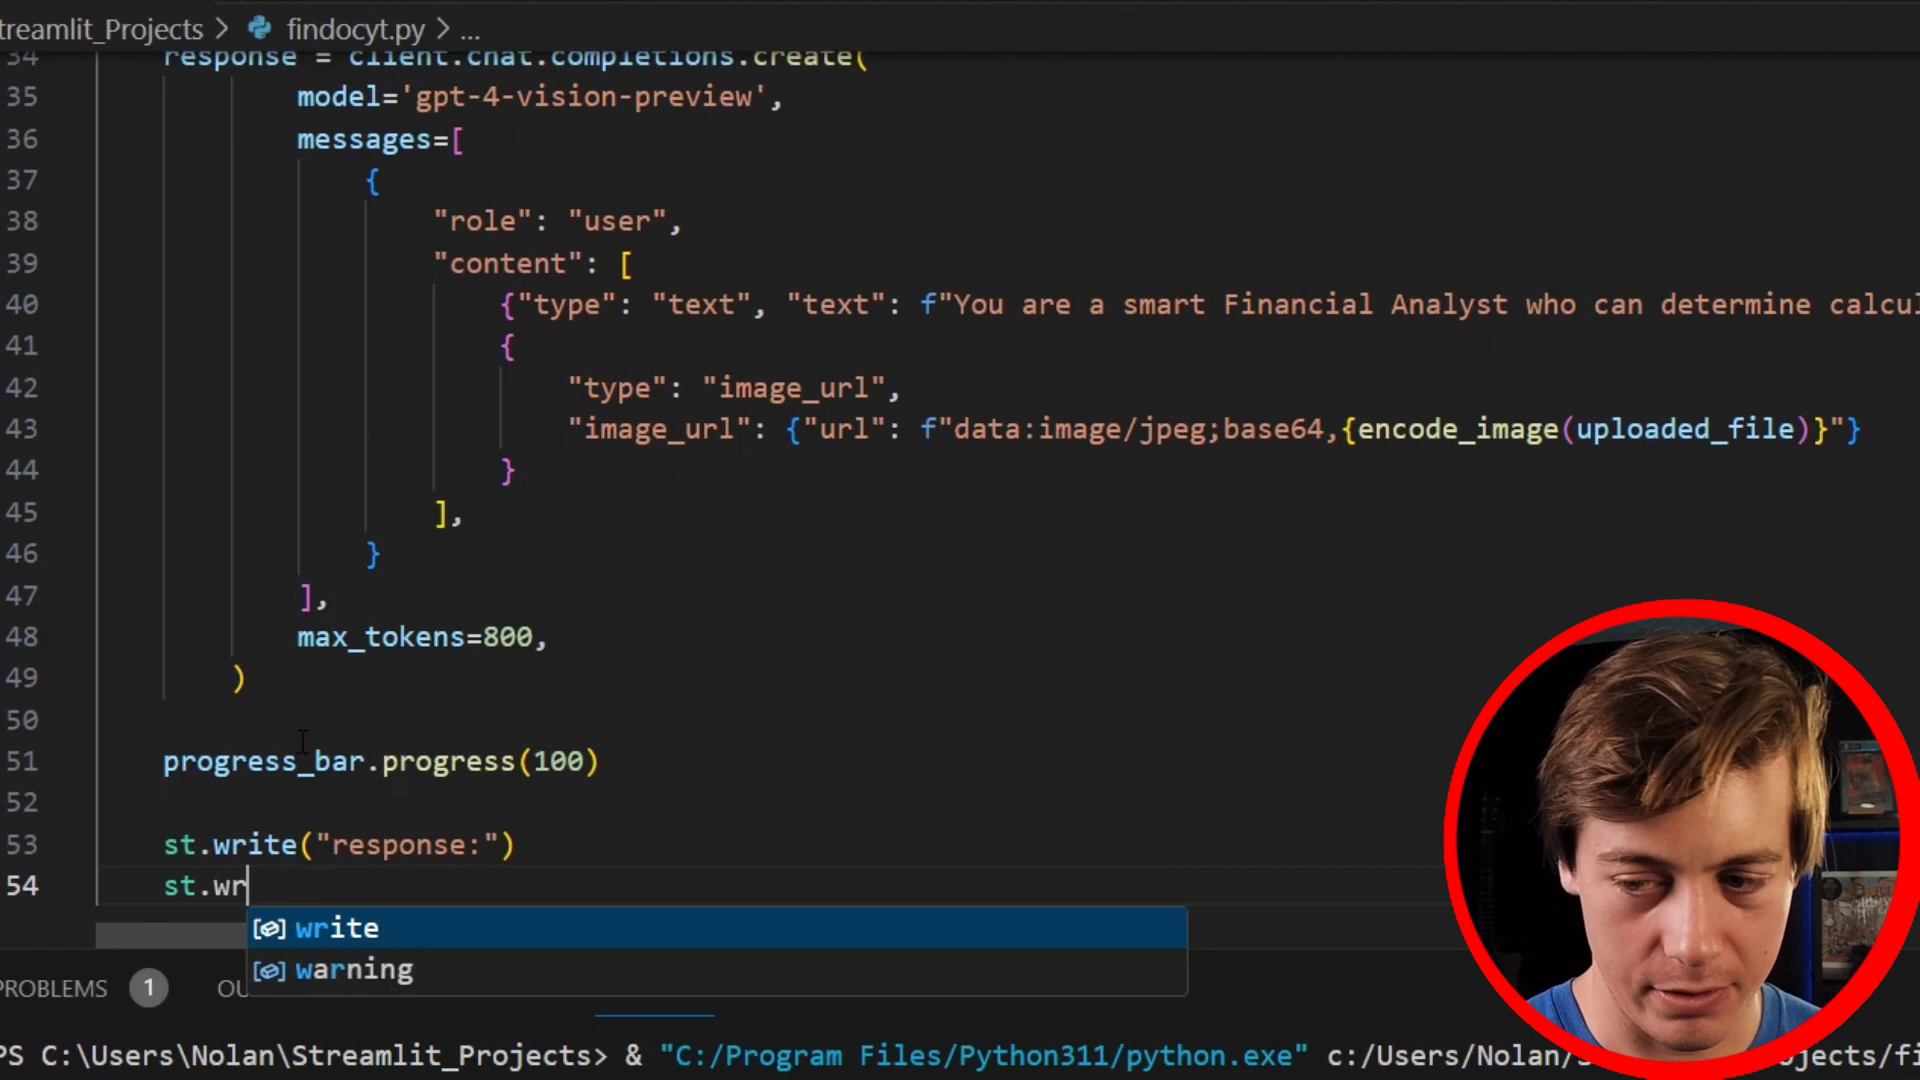 treamlit_Projects > findocyt.py > ...
34 response = client.chat.completions.create(
35 model='gpt-4-vision-preview',
36 messages=[
37 {
38 "role": "user",
39 "content": [
40 {"type": "text", "text": f"You are a smart Financial Analyst who can determine calcul
41 {
42 "type": "image_url",
43 "image_url": {"url": f"data:image/jpeg;base64,{encode_image(uploaded_file)}"}
44 }
45 ],
46 }
47 ],
48 max_tokens=800,
49 )
50
51 progress_bar.progress(100)
52
53 st.write("response:")
54 st.wr
write
warning
PROBLEMS 1 OU
PS C:\Users\Nolan\Streamlit_Projects> & "C:/Program Files/Python311/python.exe" c:/Users/Nolan/S ojects/fi